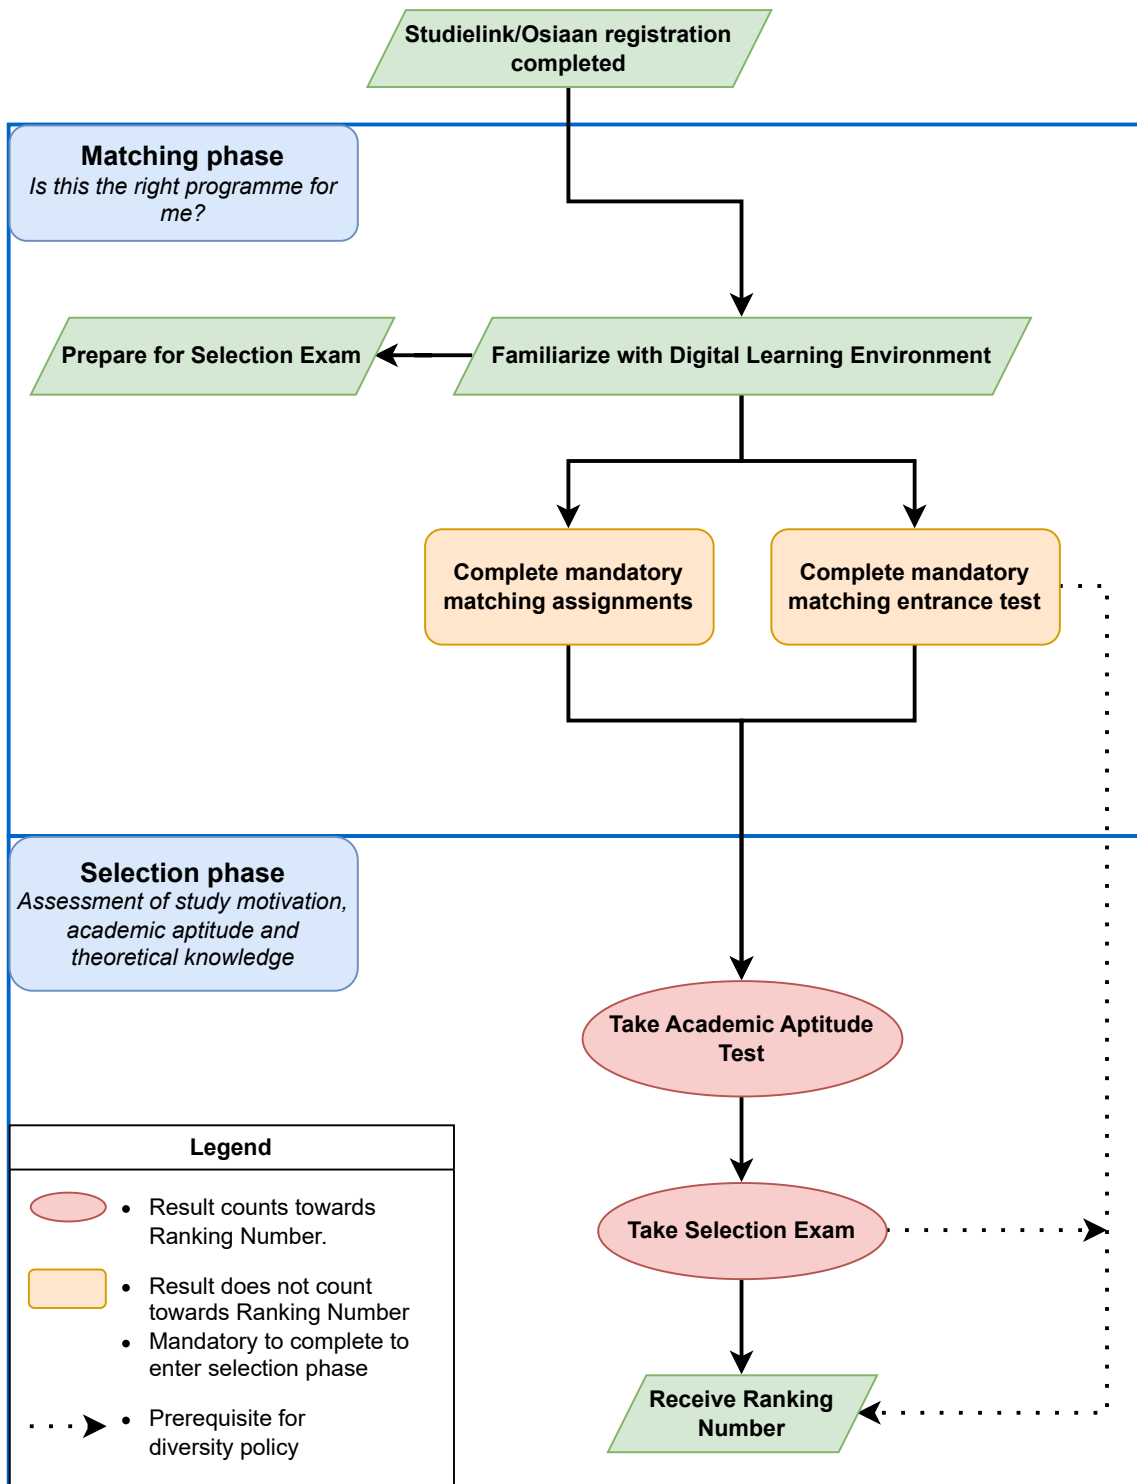 Studielink/Osiaan registration
completed
Matching phase
Is this the right programme for
me?
Prepare for Selection Exam
Familiarize with Digital Learning Environment
Complete mandatory
matching assignments
Complete mandatory
matching entrance test
Selection phase
Assessment of study motivation,
academic aptitude and
theoretical knowledge
Take Academic Aptitude
Test
Take Selection Exam
Receive Ranking
Number
Legend
• Result counts towards
Ranking Number.
• Result does not count
towards Ranking Number
• Mandatory to complete to
enter selection phase
• Prerequisite for
diversity policy